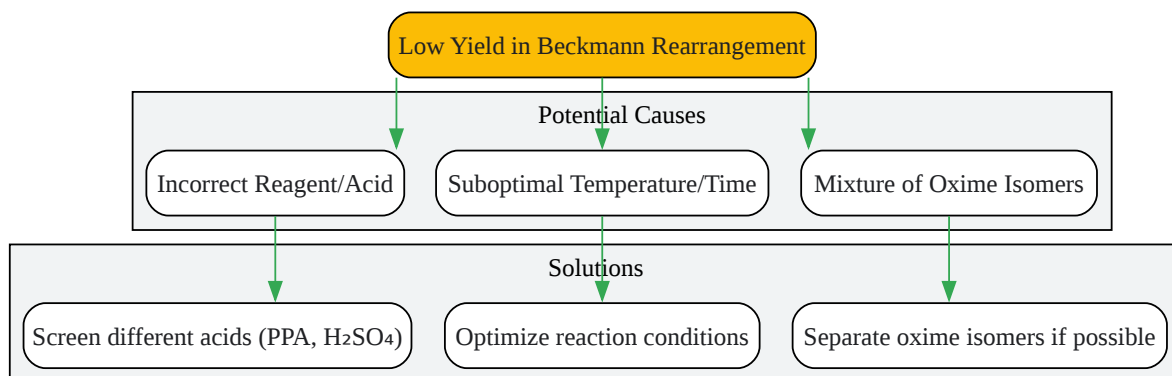 Low Yield in Beckmann Rearrangement
Potential Causes
Incorrect Reagent/Acid
Suboptimal Temperature/Time
Mixture of Oxime Isomers
Solutions
Screen different acids (PPA, H₂SO₄)
Optimize reaction conditions
Separate oxime isomers if possible